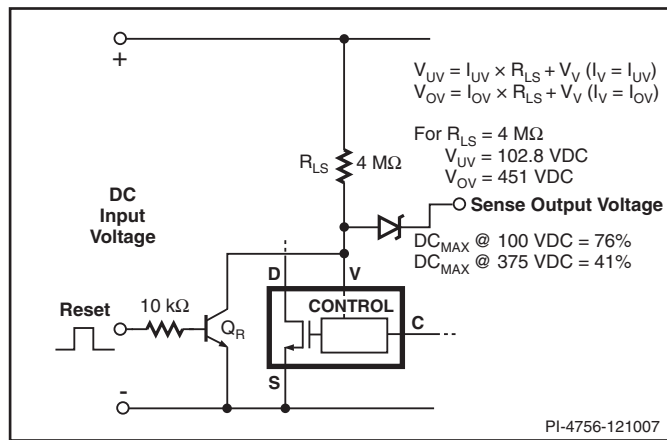 +
V_UV = I_UV × R_LS + V_V (I_V = I_UV)
V_OV = I_OV × R_LS + V_V (I_V = I_OV)
For R_LS = 4 MΩ
V_UV = 102.8 VDC
V_OV = 451 VDC
R_LS
4 MΩ
DC
Input
Voltage
Sense Output Voltage
DC_MAX @ 100 VDC = 76%
DC_MAX @ 375 VDC = 41%
D
V
CONTROL
C
S
Reset
10 kΩ
Q_R
-
PI-4756-121007